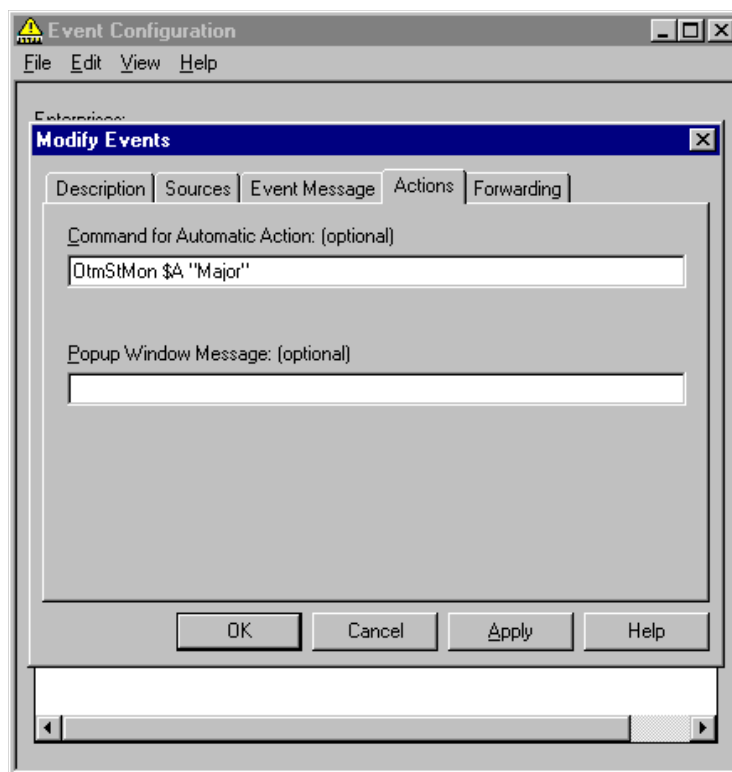 Event Configuration
File Edit View Help
Enterprises:
Modify Events
Description Sources Event Message Actions Forwarding
Command for Automatic Action: (optional)
OtmStMon $A "Major"
Popup Window Message: (optional)
OK Cancel Apply Help